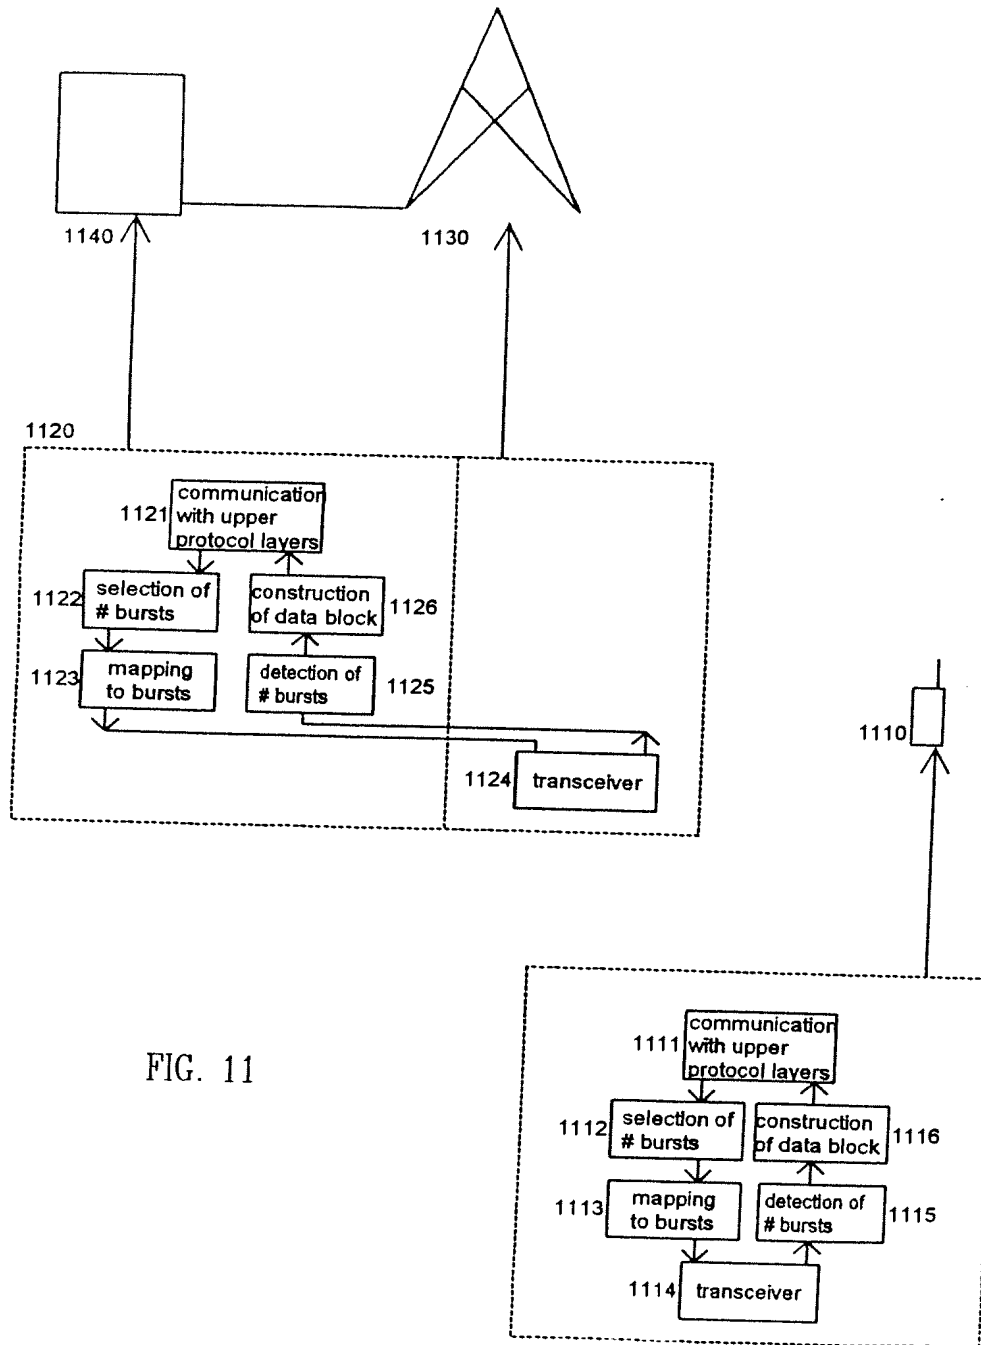 1140
1130
1120
1121
communication
with upper
protocol layers
1122
selection of
# bursts
construction
of data block
1126
1123
mapping
to bursts
detection of
# bursts
1125
1124
transceiver
1110
FIG. 11
1111
communication
with upper
protocol layers
1112
selection of
# bursts
construction
of data block
1116
1113
mapping
to bursts
detection of
# bursts
1115
1114
transceiver